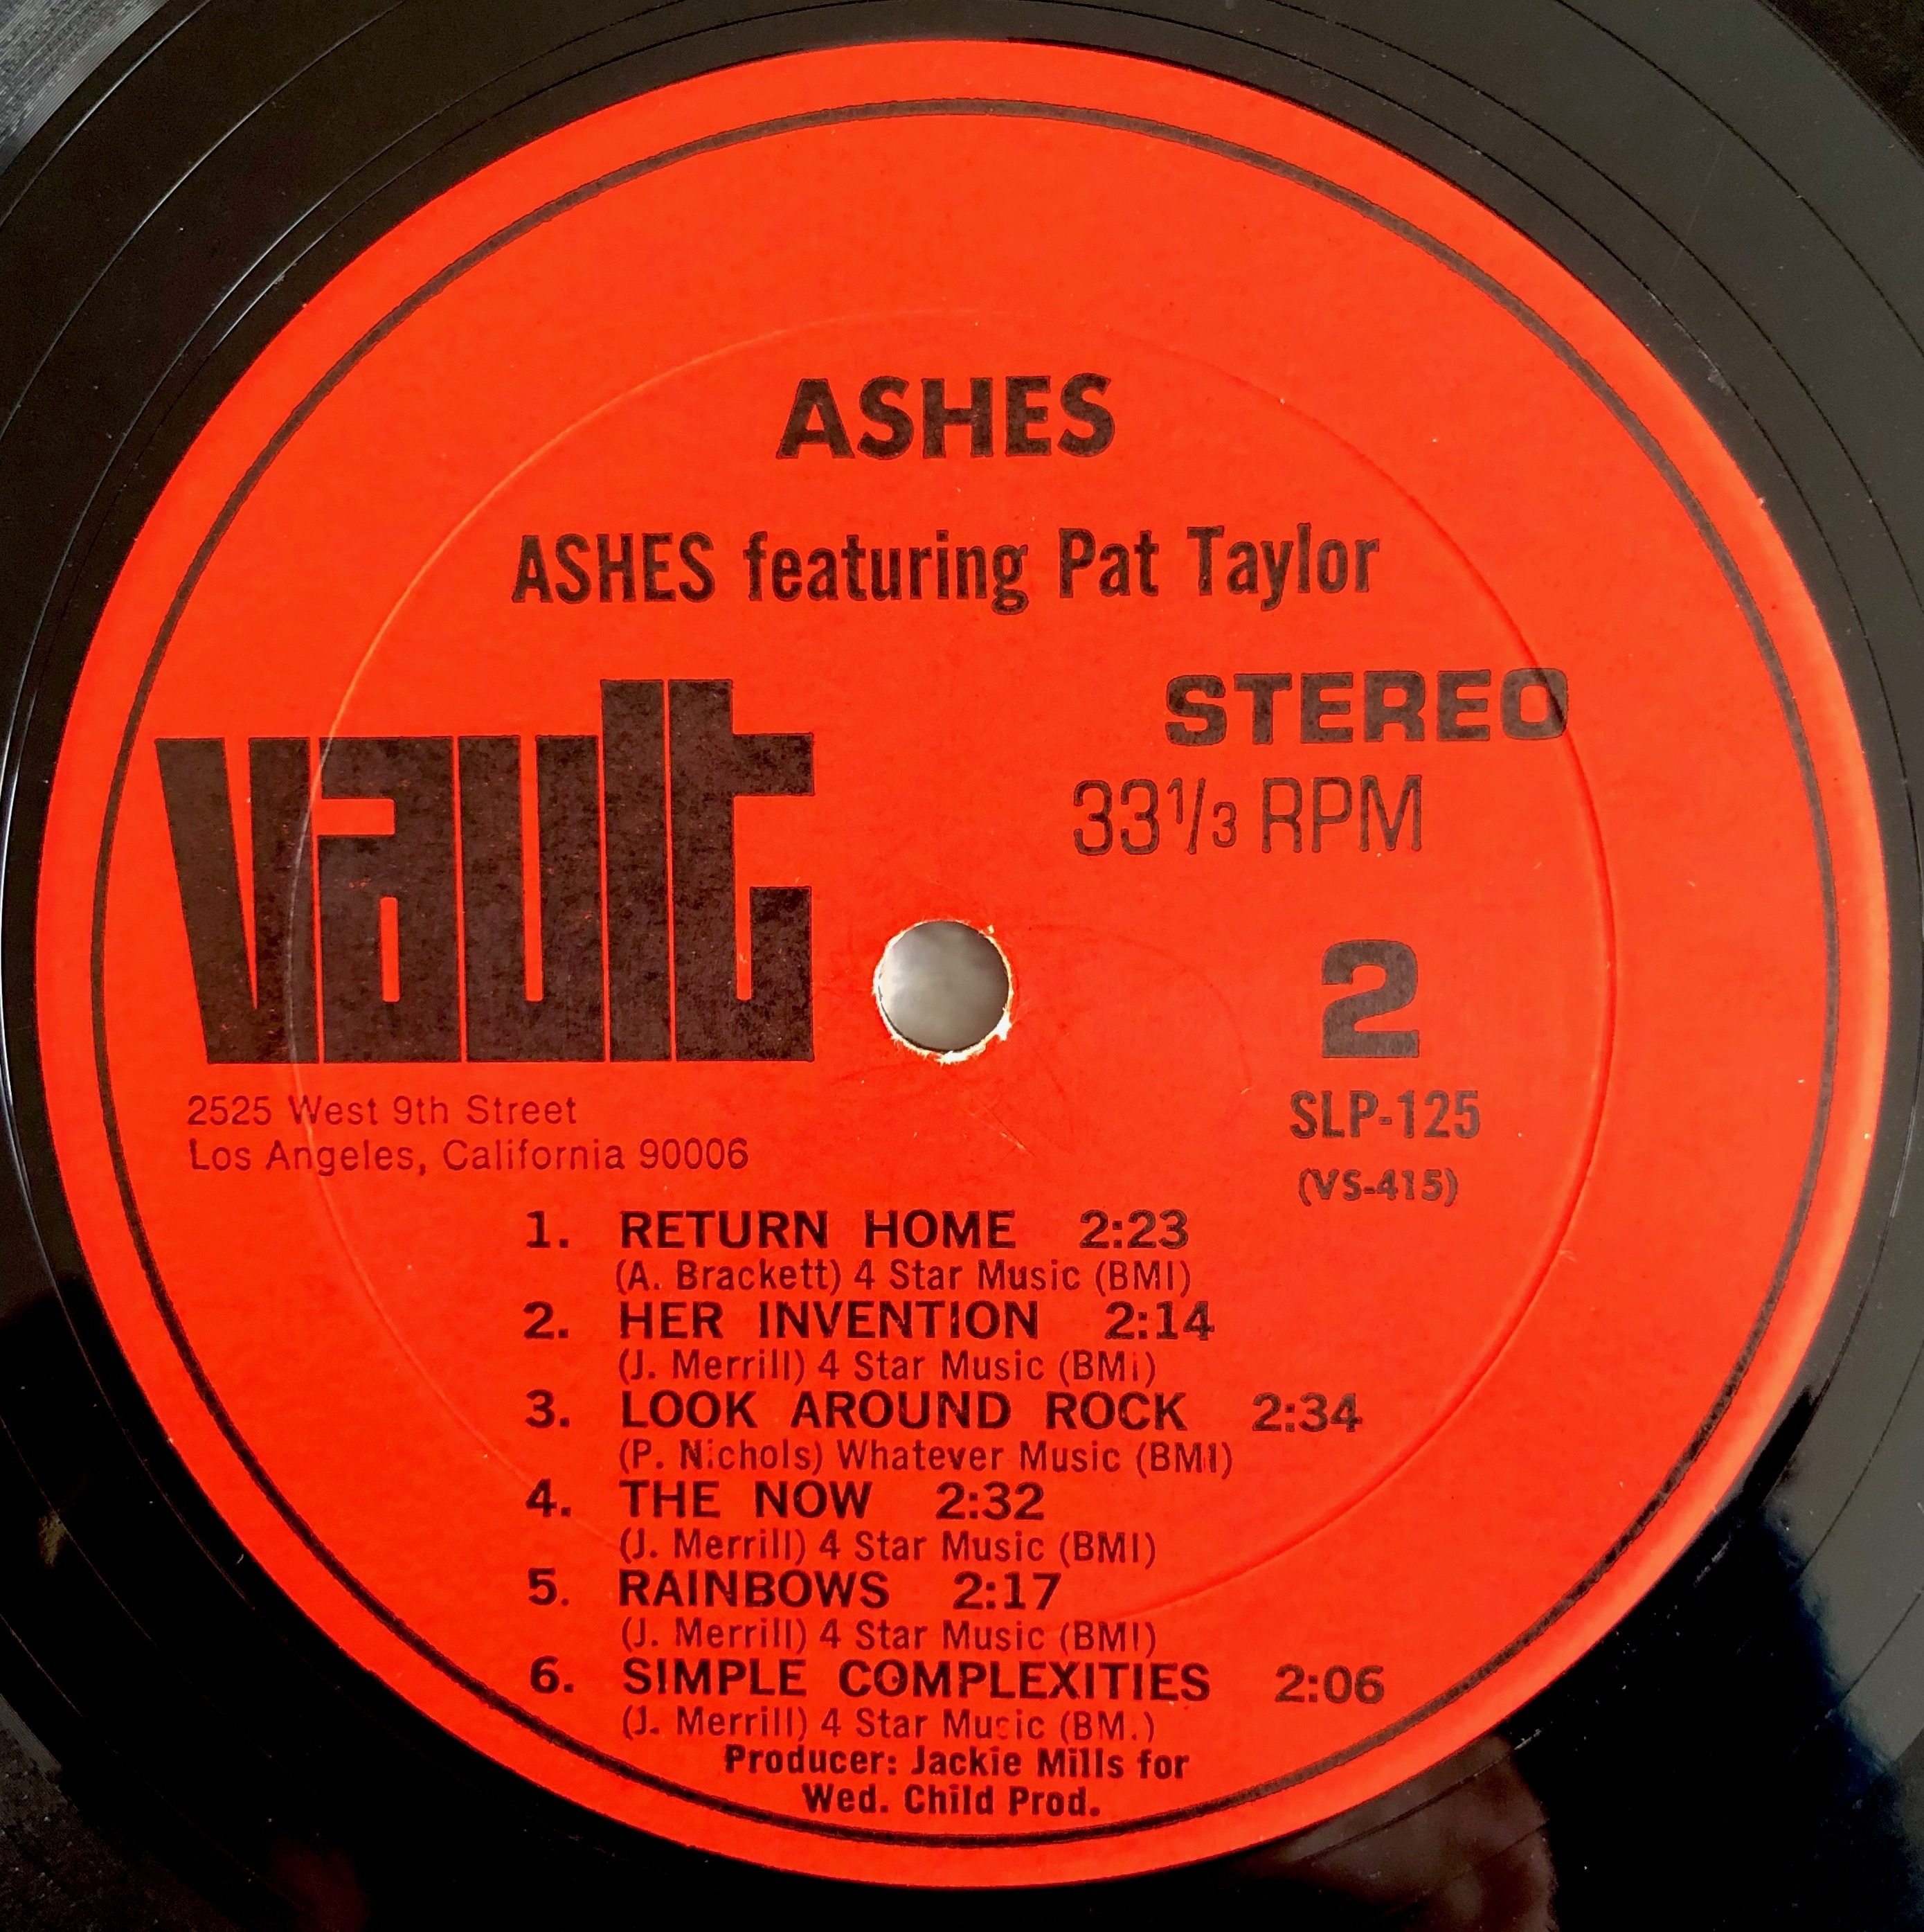 ASHES
ASHES featuring Pat Taylor
vault
STEREO
33 1/3 RPM
2
SLP-125
(VS-415)
2525 West 9th Street
Los Angeles, California 90006
1. RETURN HOME 2:23
(A. Brackett) 4 Star Music (BMI)
2. HER INVENTION 2:14
(J. Merrill) 4 Star Music (BMI)
3. LOOK AROUND ROCK 2:34
(P. Nichols) Whatever Music (BMI)
4. THE NOW 2:32
(J. Merrill) 4 Star Music (BMI)
5. RAINBOWS 2:17
(J. Merrill) 4 Star Music (BMI)
6. SIMPLE COMPLEXITIES 2:06
(J. Merrill) 4 Star Music (BM.)
Producer: Jackie Mills for
Wed. Child Prod.